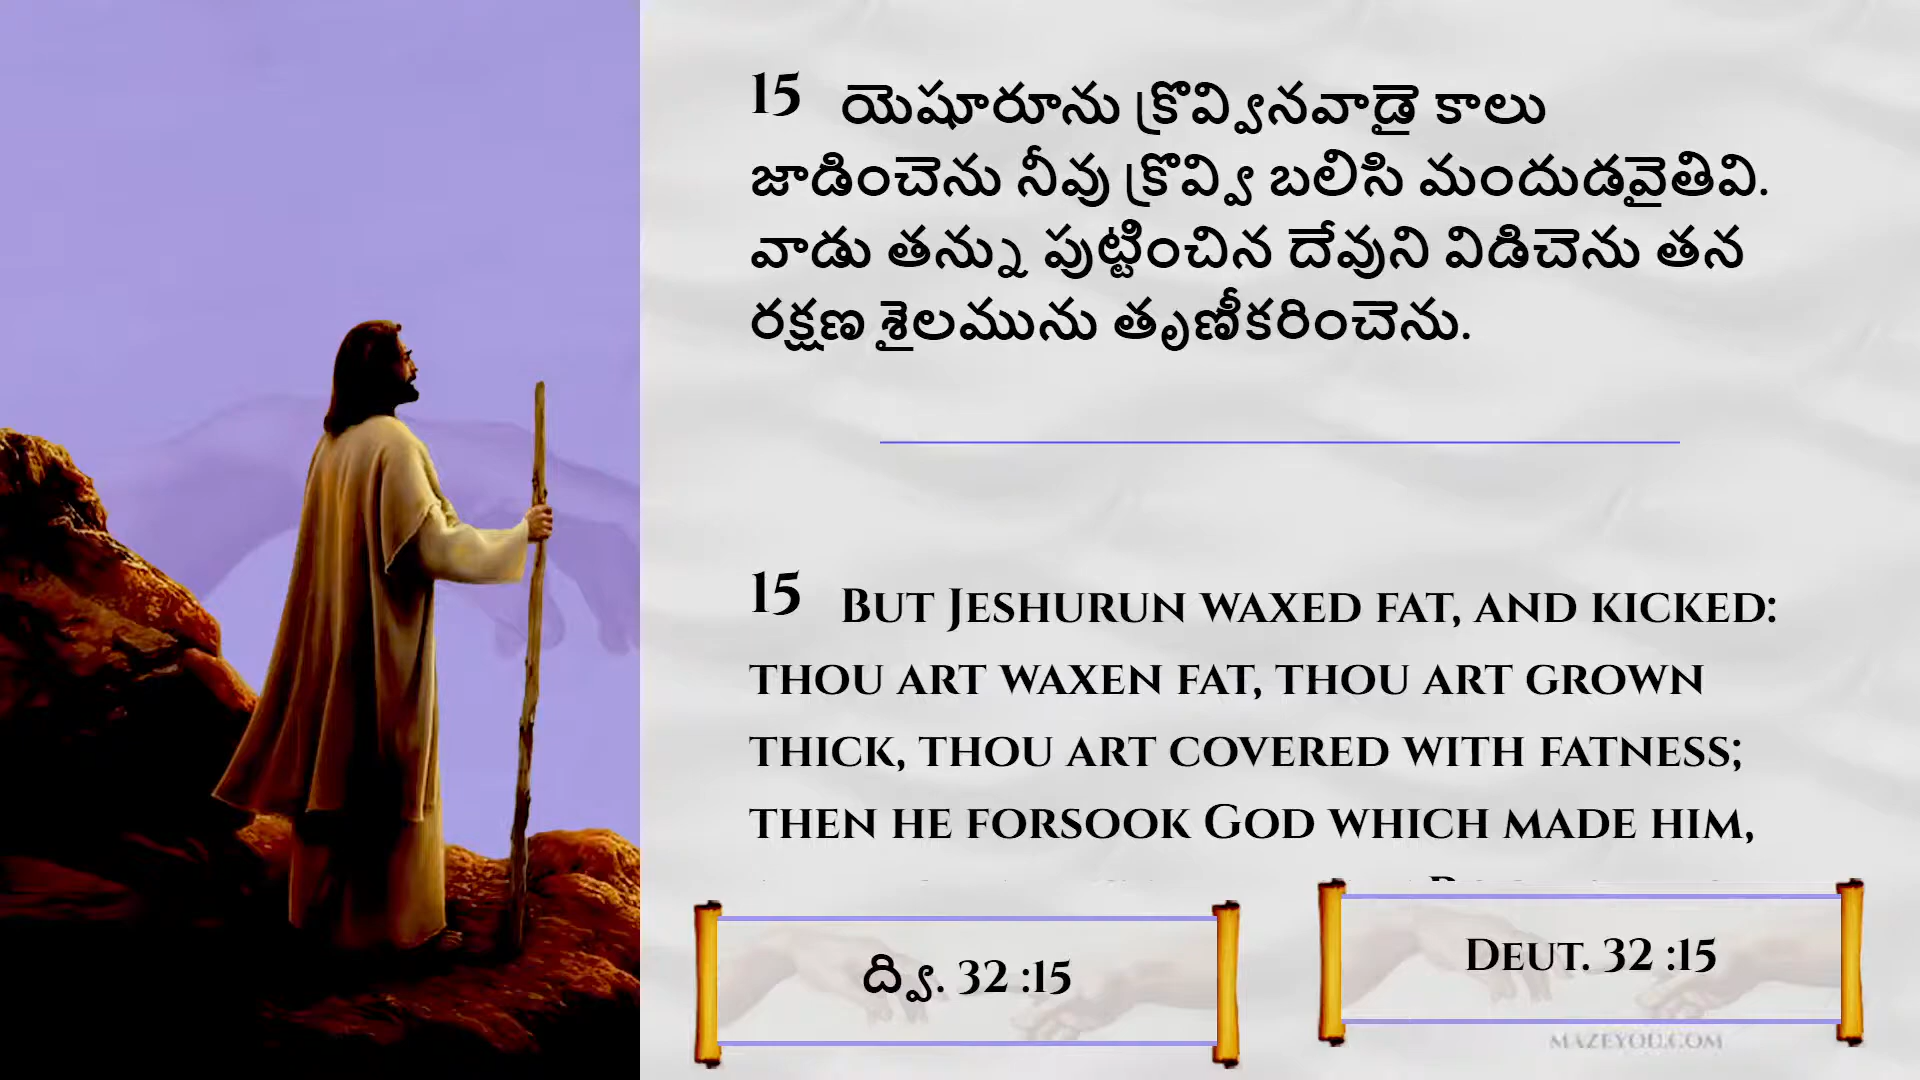 15 యెషూరూను క్రొవ్వినవాడై కాలు
జాడించెను నీవు క్రొవ్వి బలిసి మందుడవైతివి.
వాడు తన్ను పుట్టించిన దేవుని విడిచెను తన
రక్షణ శైలమును తృణీకరించెను.
15 But Jeshurun waxed fat, and kicked:
thou art waxen fat, thou art grown
thick, thou art covered with fatness;
then he forsook God which made him,
ద్వి. 32 :15
Deut. 32 :15
MAZEYOU.COM